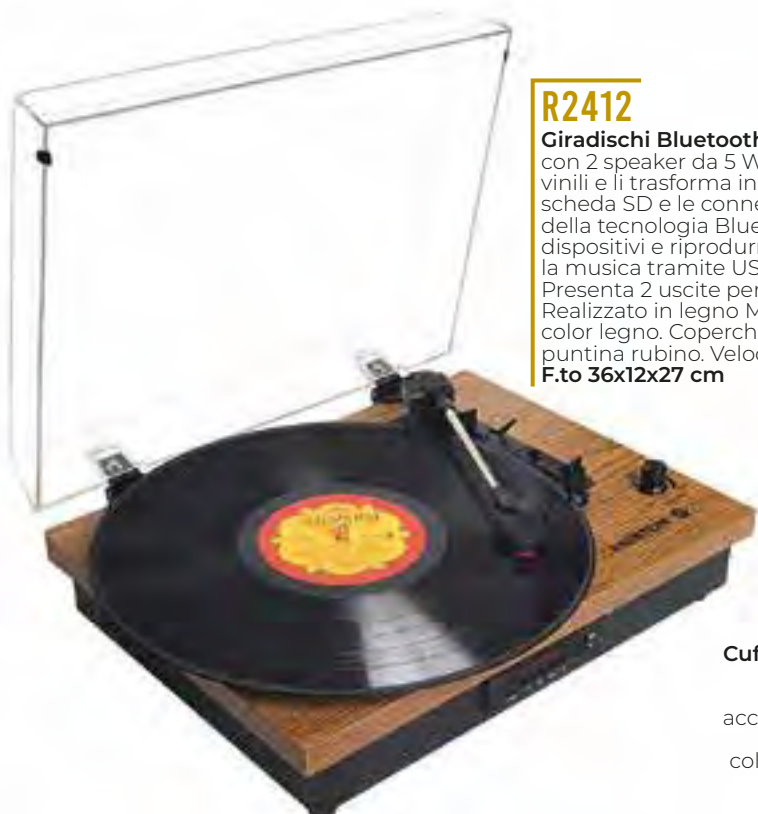 R2412
Giradischi Bluetooth
con 2 speaker da 5 W
vinili e li trasforma in
scheda SD e le conne
della tecnologia Blue
dispositivi e riprodurr
la musica tramite US
Presenta 2 uscite per
Realizzato in legno M
color legno. Coperch
puntina rubino. Veloc
F.to 36x12x27 cm
Cuf
acc
col